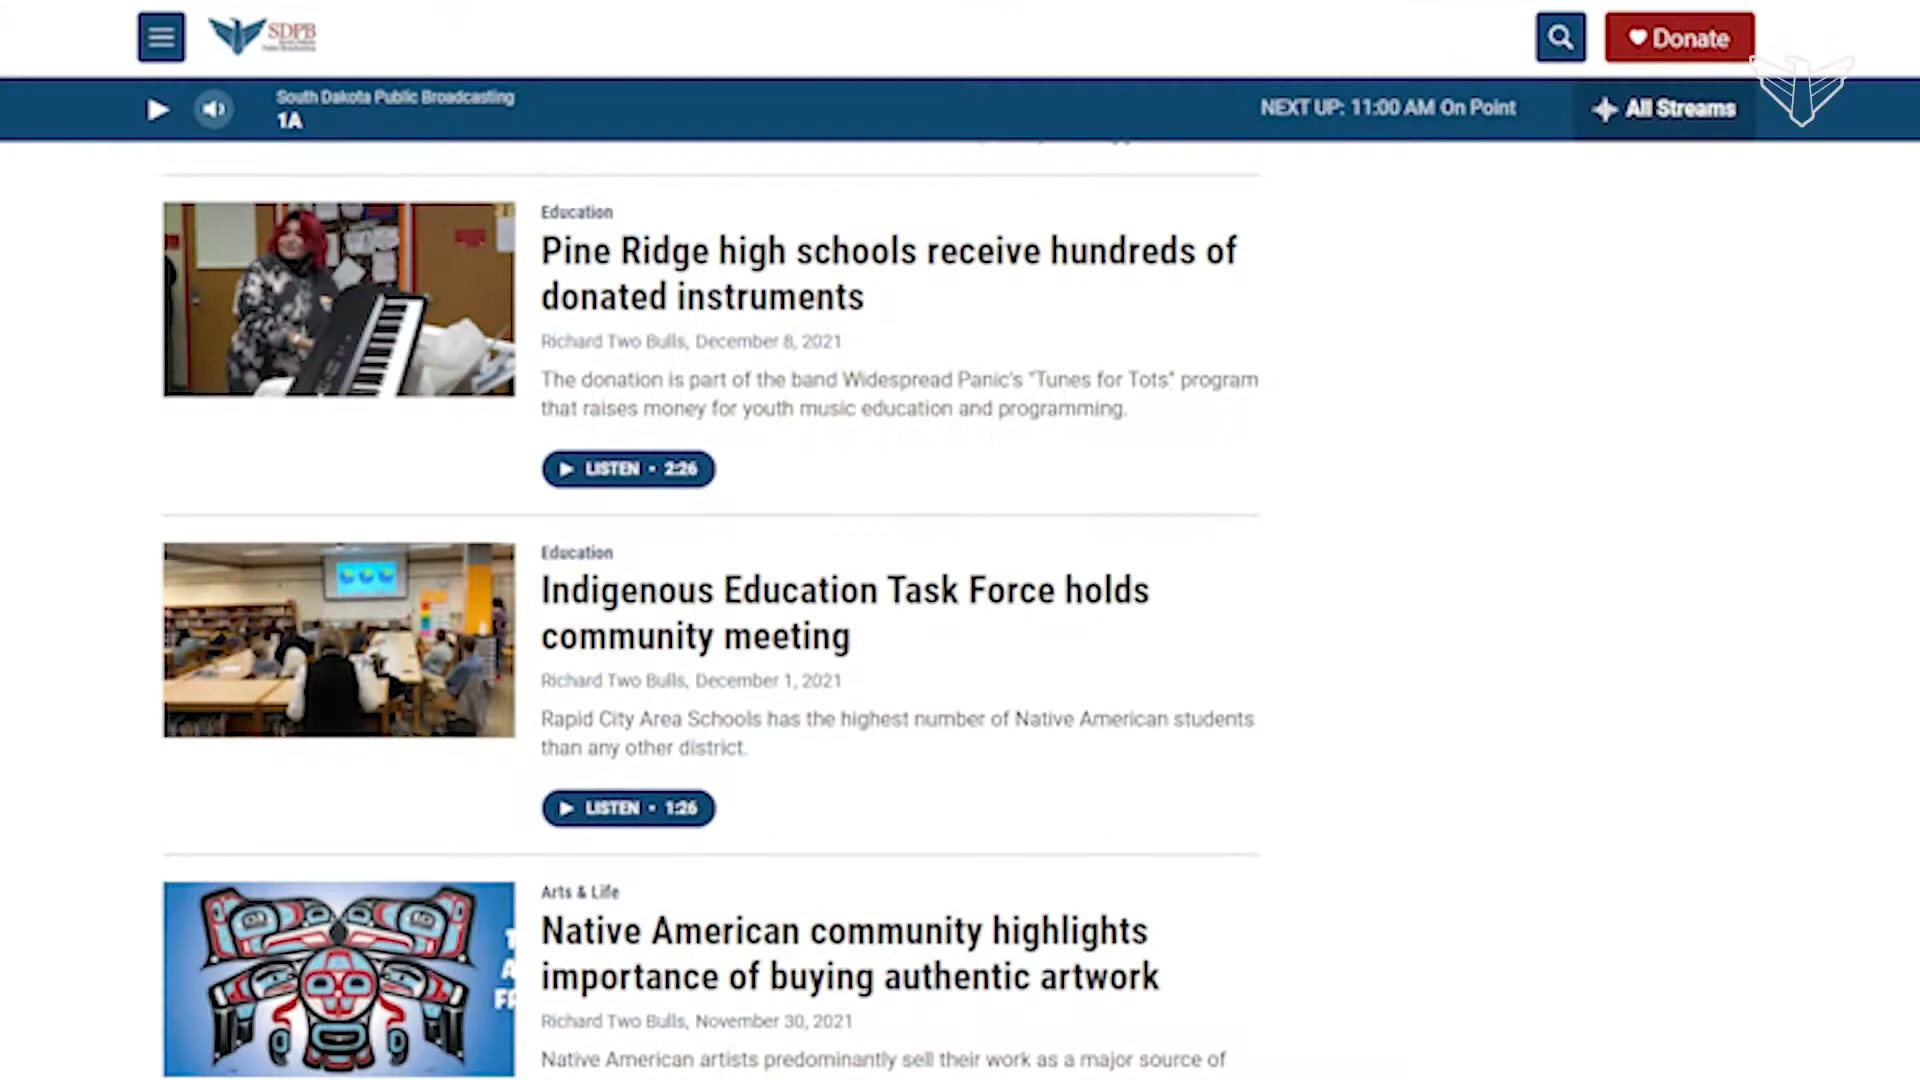 SDPB
Donate
South Dakota Public Broadcasting
1A
NEXT UP: 11:00 AM On Point
All Streams
Education
Pine Ridge high schools receive hundreds of
donated instruments
Richard Two Bulls, December 8, 2021
The donation is part of the band Widespread Panic's "Tunes for Tots" program
that raises money for youth music education and programming.
LISTEN • 2:26
Education
Indigenous Education Task Force holds
community meeting
Richard Two Bulls, December 1, 2021
Rapid City Area Schools has the highest number of Native American students
than any other district.
LISTEN • 1:26
Arts & Life
Native American community highlights
importance of buying authentic artwork
Richard Two Bulls, November 30, 2021
Native American artists predominantly sell their work as a major source of